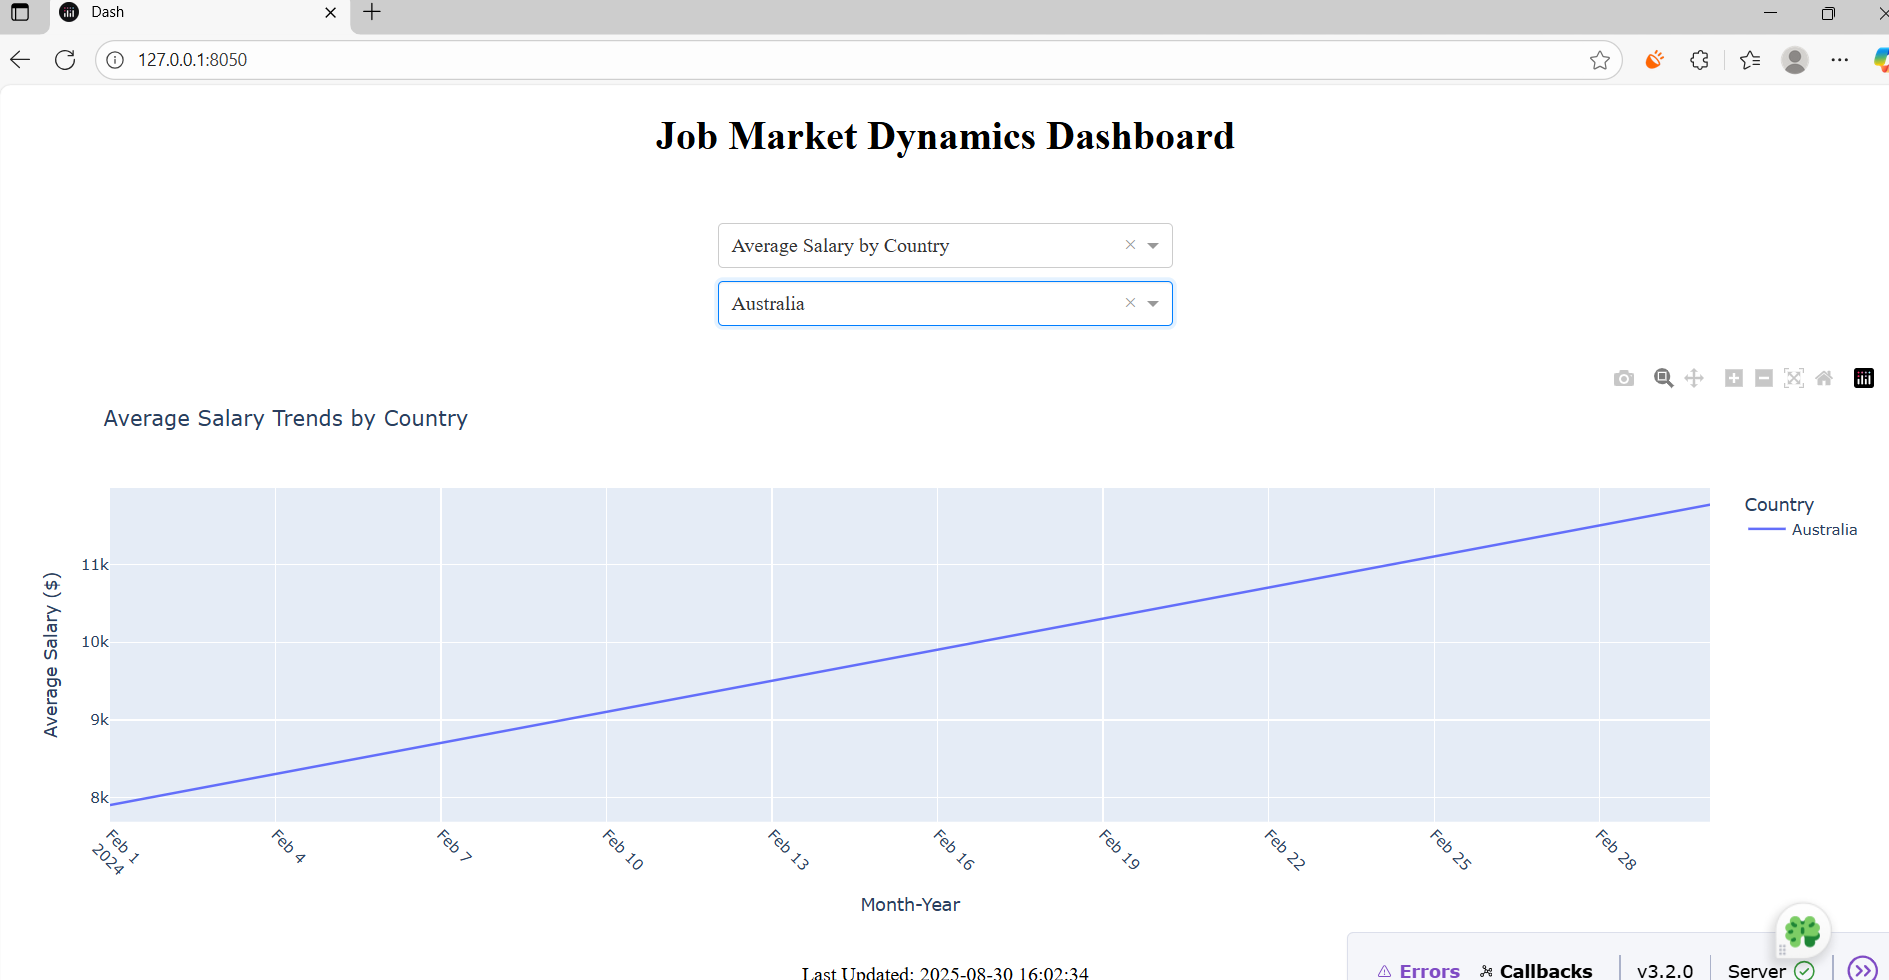 Dash
127.0.0.1:8050
Job Market Dynamics Dashboard
Average Salary by Country
Australia
Average Salary Trends by Country
Country
Australia
Average Salary ($)
11k
10k
9k
8k
Feb 1
2024
Feb 4
Feb 7
Feb 10
Feb 13
Feb 16
Feb 19
Feb 22
Feb 25
Feb 28
Month-Year
Last Updated: 2025-08-30 16:02:34
Errors Callbacks v3.2.0 Server